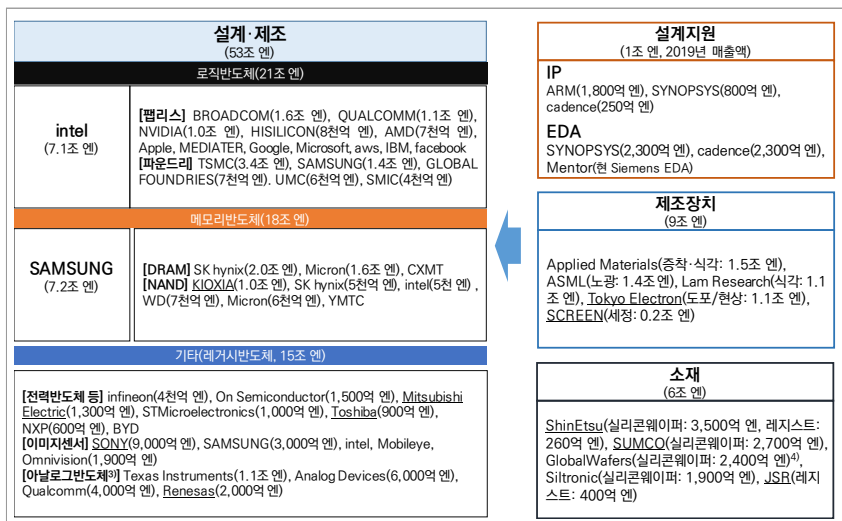 설계·제조
(53조 엔)
로직반도체(21조 엔)
intel
(7.1조 엔)
[팹리스] BROADCOM(1.6조 엔), QUALCOMM(1.1조 엔),
NVIDIA(1.0조 엔), HISILICON(8천억 엔), AMD(7천억 엔),
Apple, MEDIATER, Google, Microsoft, aws, IBM, facebook
[파운드리] TSMC(3.4조 엔), SAMSUNG(1.4조 엔), GLOBAL
FOUNDRIES(7천억 엔). UMC(6천억 엔), SMIC(4천억 엔)
메모리반도체(18조 엔)
SAMSUNG
(7.2조 엔)
[DRAM] SK hynix(2.0조 엔), Micron(1.6조 엔), CXMT
[NAND] KIOXIA(1.0조 엔), SK hynix(5천억 엔), intel(5천 엔) ,
WD(7천억 엔), Micron(6천억 엔), YMTC
기타(레거시반도체, 15조 엔)
[전력반도체 등] infineon(4천억 엔), On Semiconductor(1,500억 엔), Mitsubishi
Electric(1,300억 엔), STMicroelectronics(1,000억 엔), Toshiba(900억 엔),
NXP(600억 엔), BYD
[이미지센서] SONY(9,000억 엔), SAMSUNG(3,000억 엔), intel, Mobileye,
Omnivision(1,900억 엔)
[아날로그반도체³⁾] Texas Instruments(1.1조 엔), Analog Devices(6,000억 엔),
Qualcomm(4,000억 엔), Renesas(2,000억 엔)
설계지원
(1조 엔, 2019년 매출액)
IP
ARM(1,800억 엔), SYNOPSYS(800억 엔),
cadence(250억 엔)
EDA
SYNOPSYS(2,300억 엔), cadence(2,300억 엔),
Mentor(현 Siemens EDA)
제조장치
(9조 엔)
Applied Materials(증착·식각: 1.5조 엔),
ASML(노광: 1.4조 엔), Lam Research(식각: 1.1
조 엔), Tokyo Electron(도포/현상: 1.1조 엔),
SCREEN(세정: 0.2조 엔)
소재
(6조 엔)
ShinEtsu(실리콘웨이퍼: 3,500억 엔, 레지스트:
260억 엔), SUMCO(실리콘웨이퍼: 2,700억 엔),
GlobalWafers(실리콘웨이퍼: 2,400억 엔)⁴⁾,
Siltronic(실리콘웨이퍼: 1,900억 엔), JSR(레지
스트: 400억 엔)